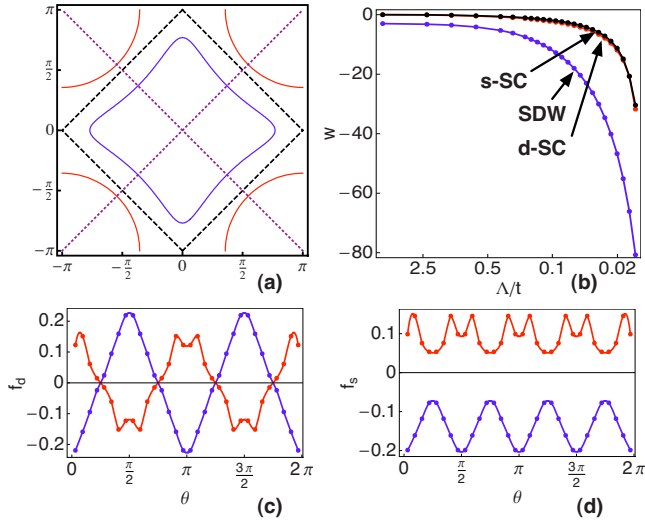 π
π/2
0
−π/2
−π
−π −π/2 0 π/2 π
(a)
0
−20
−40
−60
−80
w
s-SC
SDW
d-SC
2.5 0.5 0.1 0.02
Λ/t
(b)
0.2
0.1
0
−0.1
−0.2
f_d
0 π/2 π 3π/2 2π
θ
(c)
0.1
0
−0.1
−0.2
f_s
0 π/2 π 3π/2 2π
θ
(d)